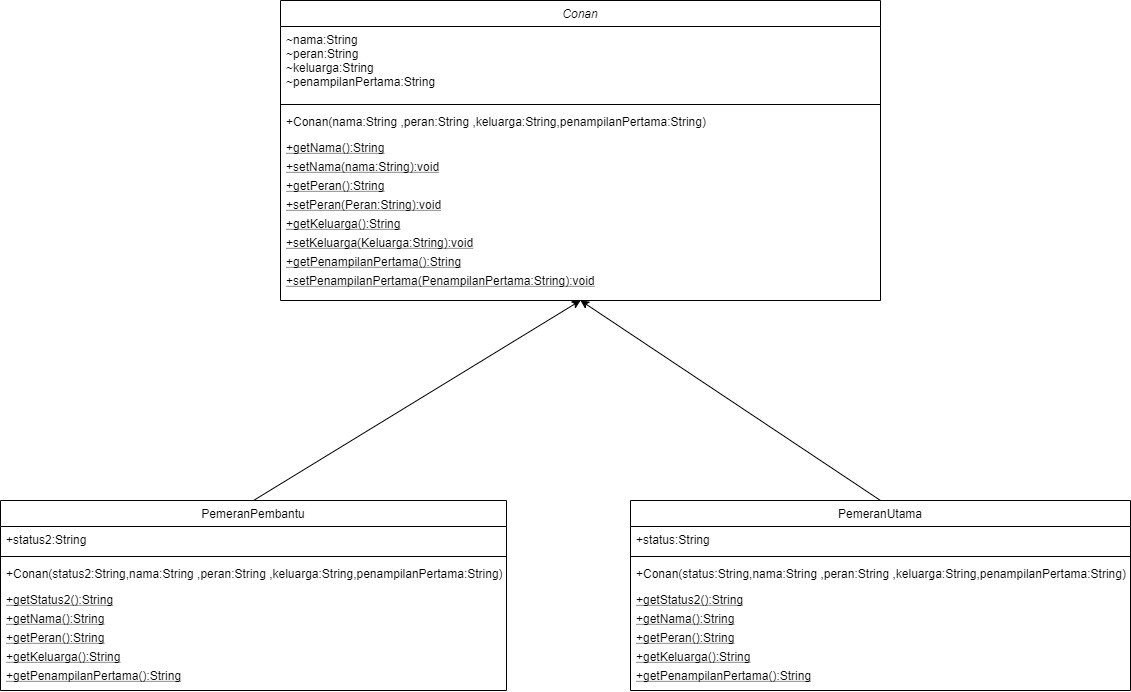 Conan
~nama:String
~peran:String
~keluarga:String
~penampilanPertama:String
+Conan(nama:String ,peran:String ,keluarga:String,penampilanPertama:String)
+getNama():String
+setNama(nama:String):void
+getPeran():String
+setPeran(Peran:String):void
+getKeluarga():String
+setKeluarga(Keluarga:String):void
+getPenampilanPertama():String
+setPenampilanPertama(PenampilanPertama:String):void
PemeranPembantu
+status2:String
+Conan(status2:String,nama:String ,peran:String ,keluarga:String,penampilanPertama:String)
+getStatus2():String
+getNama():String
+getPeran():String
+getKeluarga():String
+getPenampilanPertama():String
PemeranUtama
+status:String
+Conan(status:String,nama:String ,peran:String ,keluarga:String,penampilanPertama:String)
+getStatus2():String
+getNama():String
+getPeran():String
+getKeluarga():String
+getPenampilanPertama():String